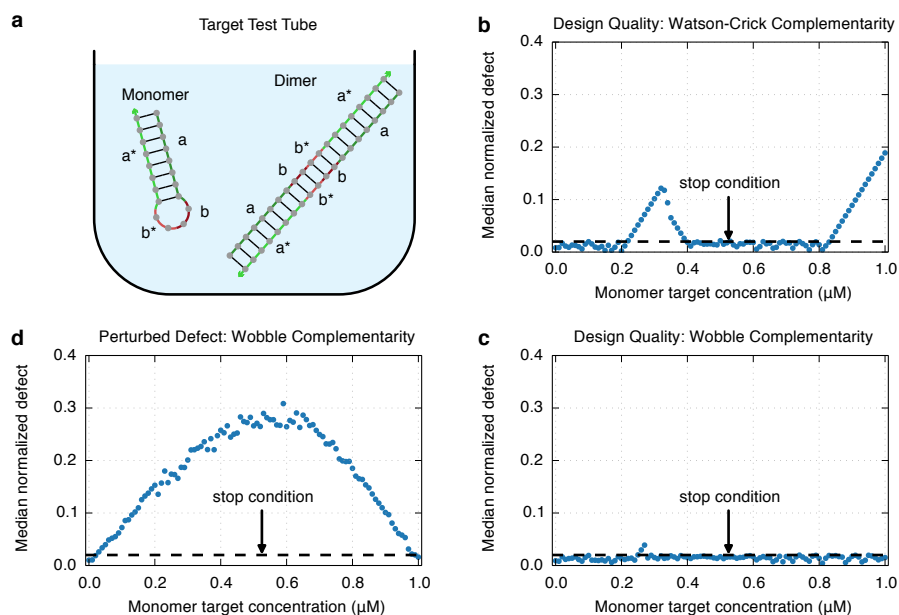 a
Target Test Tube
Monomer
a
a*
b
b*
Dimer
a*
a
b*
b
b
b*
a
a*
b
Design Quality: Watson-Crick Complementarity
Median normalized defect
0.4
0.3
0.2
0.1
0.0
stop condition
0.0 0.2 0.4 0.6 0.8 1.0
Monomer target concentration (μM)
d
Perturbed Defect: Wobble Complementarity
Median normalized defect
0.4
0.3
0.2
0.1
0.0
stop condition
0.0 0.2 0.4 0.6 0.8 1.0
Monomer target concentration (μM)
c
Design Quality: Wobble Complementarity
Median normalized defect
0.4
0.3
0.2
0.1
0.0
stop condition
0.0 0.2 0.4 0.6 0.8 1.0
Monomer target concentration (μM)